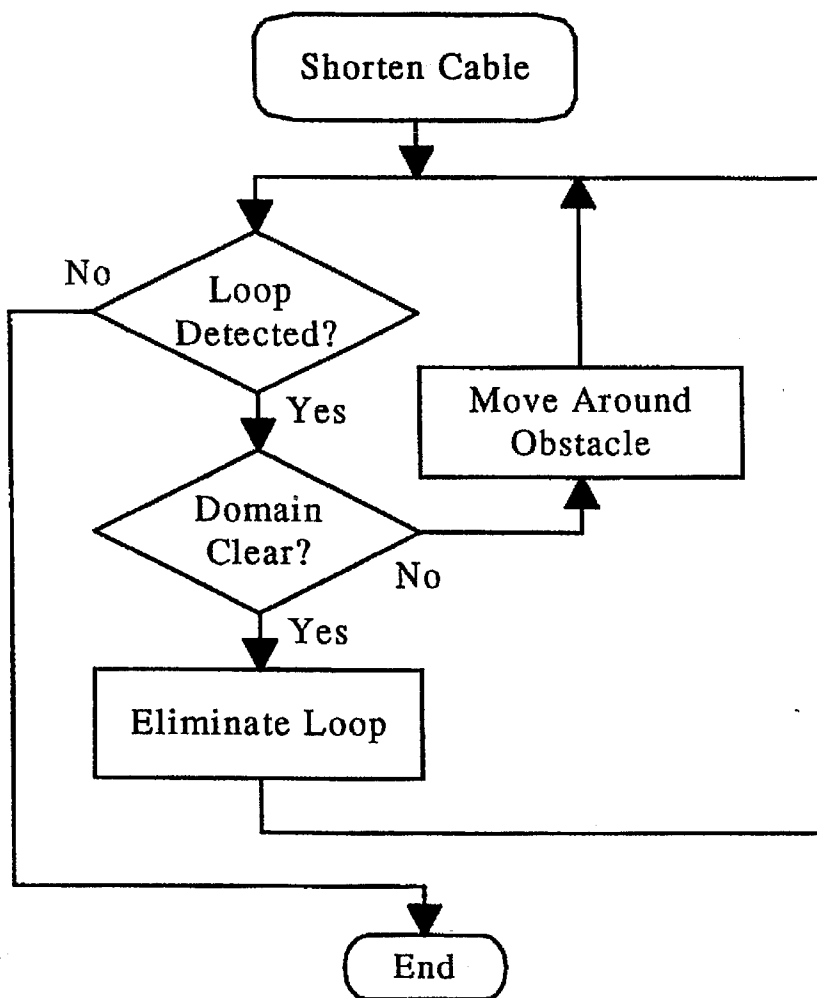 Shorten Cable
No
Loop
Detected?
Yes
Move Around
Obstacle
Domain
Clear?
No
Yes
Eliminate Loop
End